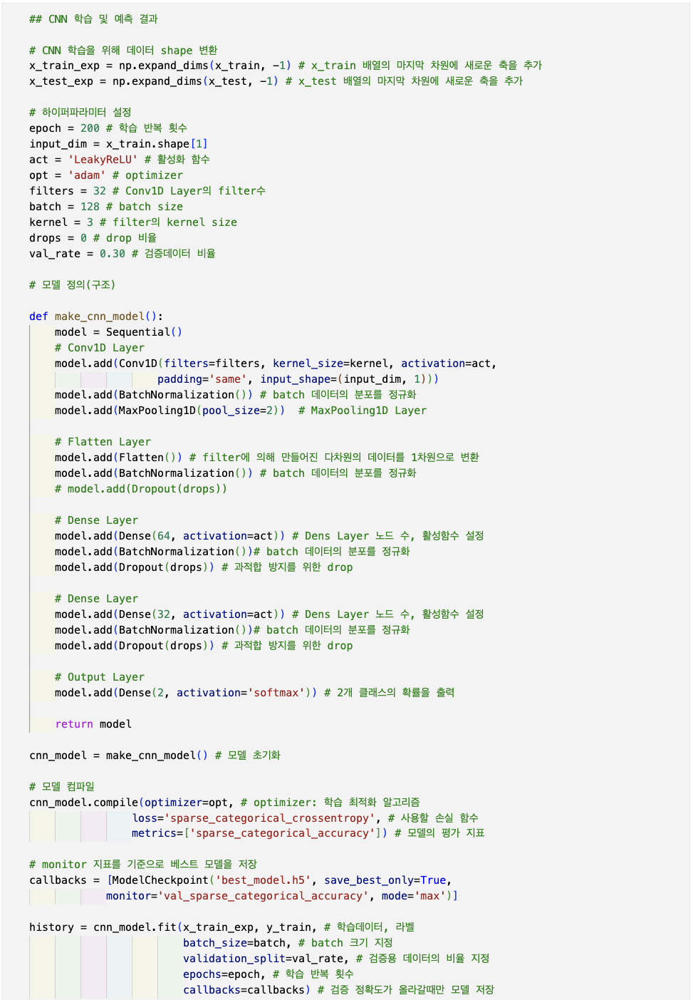 ## CNN 학습 및 예측 결과
# CNN 학습을 위해 데이터 shape 변환
x_train_exp = np.expand_dims(x_train, -1) # x_train 배열의 마지막 차원에 새로운 축을 추가
x_test_exp = np.expand_dims(x_test, -1) # x_test 배열의 마지막 차원에 새로운 축을 추가
# 하이퍼파라미터 설정
epoch = 200 # 학습 반복 횟수
input_dim = x_train.shape[1]
act = 'LeakyReLU' # 활성화 함수
opt = 'adam' # optimizer
filters = 32 # Conv1D Layer의 filter수
batch = 128 # batch size
kernel = 3 # filter의 kernel size
drops = 0 # drop 비율
val_rate = 0.30 # 검증데이터 비율
# 모델 정의(구조)
def make_cnn_model():
    model = Sequential()
    # Conv1D Layer
    model.add(Conv1D(filters=filters, kernel_size=kernel, activation=act,
                    padding='same', input_shape=(input_dim, 1)))
    model.add(BatchNormalization()) # batch 데이터의 분포를 정규화
    model.add(MaxPooling1D(pool_size=2))  # MaxPooling1D Layer
    # Flatten Layer
    model.add(Flatten()) # filter에 의해 만들어진 다차원의 데이터를 1차원으로 변환
    model.add(BatchNormalization()) # batch 데이터의 분포를 정규화
    # model.add(Dropout(drops))
    # Dense Layer
    model.add(Dense(64, activation=act)) # Dens Layer 노드 수, 활성함수 설정
    model.add(BatchNormalization())# batch 데이터의 분포를 정규화
    model.add(Dropout(drops)) # 과적합 방지를 위한 drop
    # Dense Layer
    model.add(Dense(32, activation=act)) # Dens Layer 노드 수, 활성함수 설정
    model.add(BatchNormalization())# batch 데이터의 분포를 정규화
    model.add(Dropout(drops)) # 과적합 방지를 위한 drop
    # Output Layer
    model.add(Dense(2, activation='softmax')) # 2개 클래스의 확률을 출력
    return model
cnn_model = make_cnn_model() # 모델 초기화
# 모델 컴파일
cnn_model.compile(optimizer=opt, # optimizer: 학습 최적화 알고리즘
                loss='sparse_categorical_crossentropy', # 사용할 손실 함수
                metrics=['sparse_categorical_accuracy']) # 모델의 평가 지표
# monitor 지표를 기준으로 베스트 모델을 저장
callbacks = [ModelCheckpoint('best_model.h5', save_best_only=True,
            monitor='val_sparse_categorical_accuracy', mode='max')]
history = cnn_model.fit(x_train_exp, y_train, # 학습데이터, 라벨
                        batch_size=batch, # batch 크기 지정
                        validation_split=val_rate, # 검증용 데이터의 비율 지정
                        epochs=epoch, # 학습 반복 횟수
                        callbacks=callbacks) # 검증 정확도가 올라갈때만 모델 저장